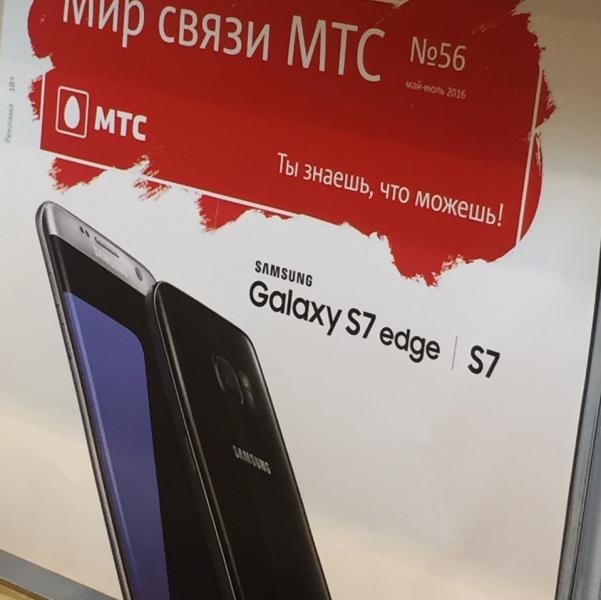 Мир связи МТС
№56
май-июль 2016
Реклама 18+
МТС
Ты знаешь, что можешь!
SAMSUNG
Galaxy S7 edge | S7
SAMSUNG